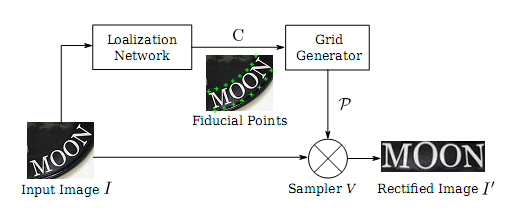 Loalization
Network
C
Grid
Generator
MOON
Fiducial Points
𝒫
MOON
MOON
Input Image I
Sampler V
Rectified Image I′